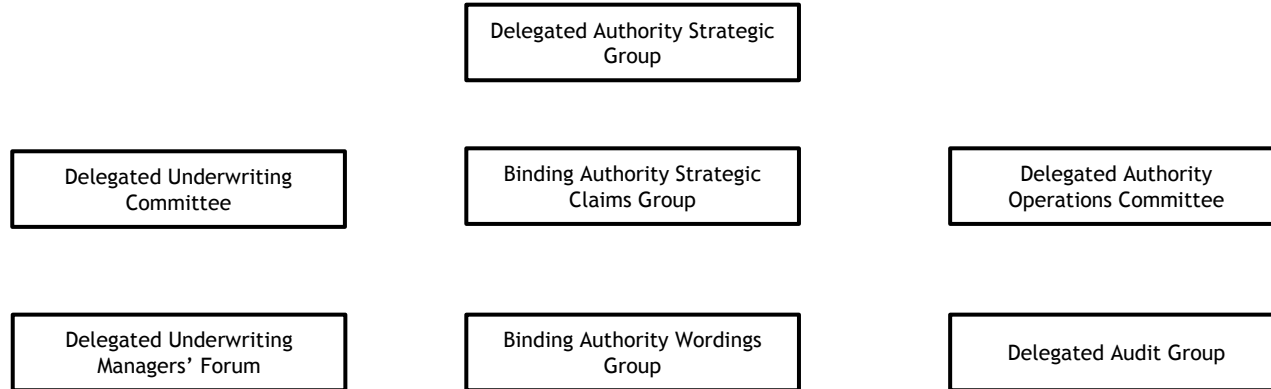 Delegated Authority Strategic
Group
Delegated Underwriting
Committee
Binding Authority Strategic
Claims Group
Delegated Authority
Operations Committee
Delegated Underwriting
Managers’ Forum
Binding Authority Wordings
Group
Delegated Audit Group